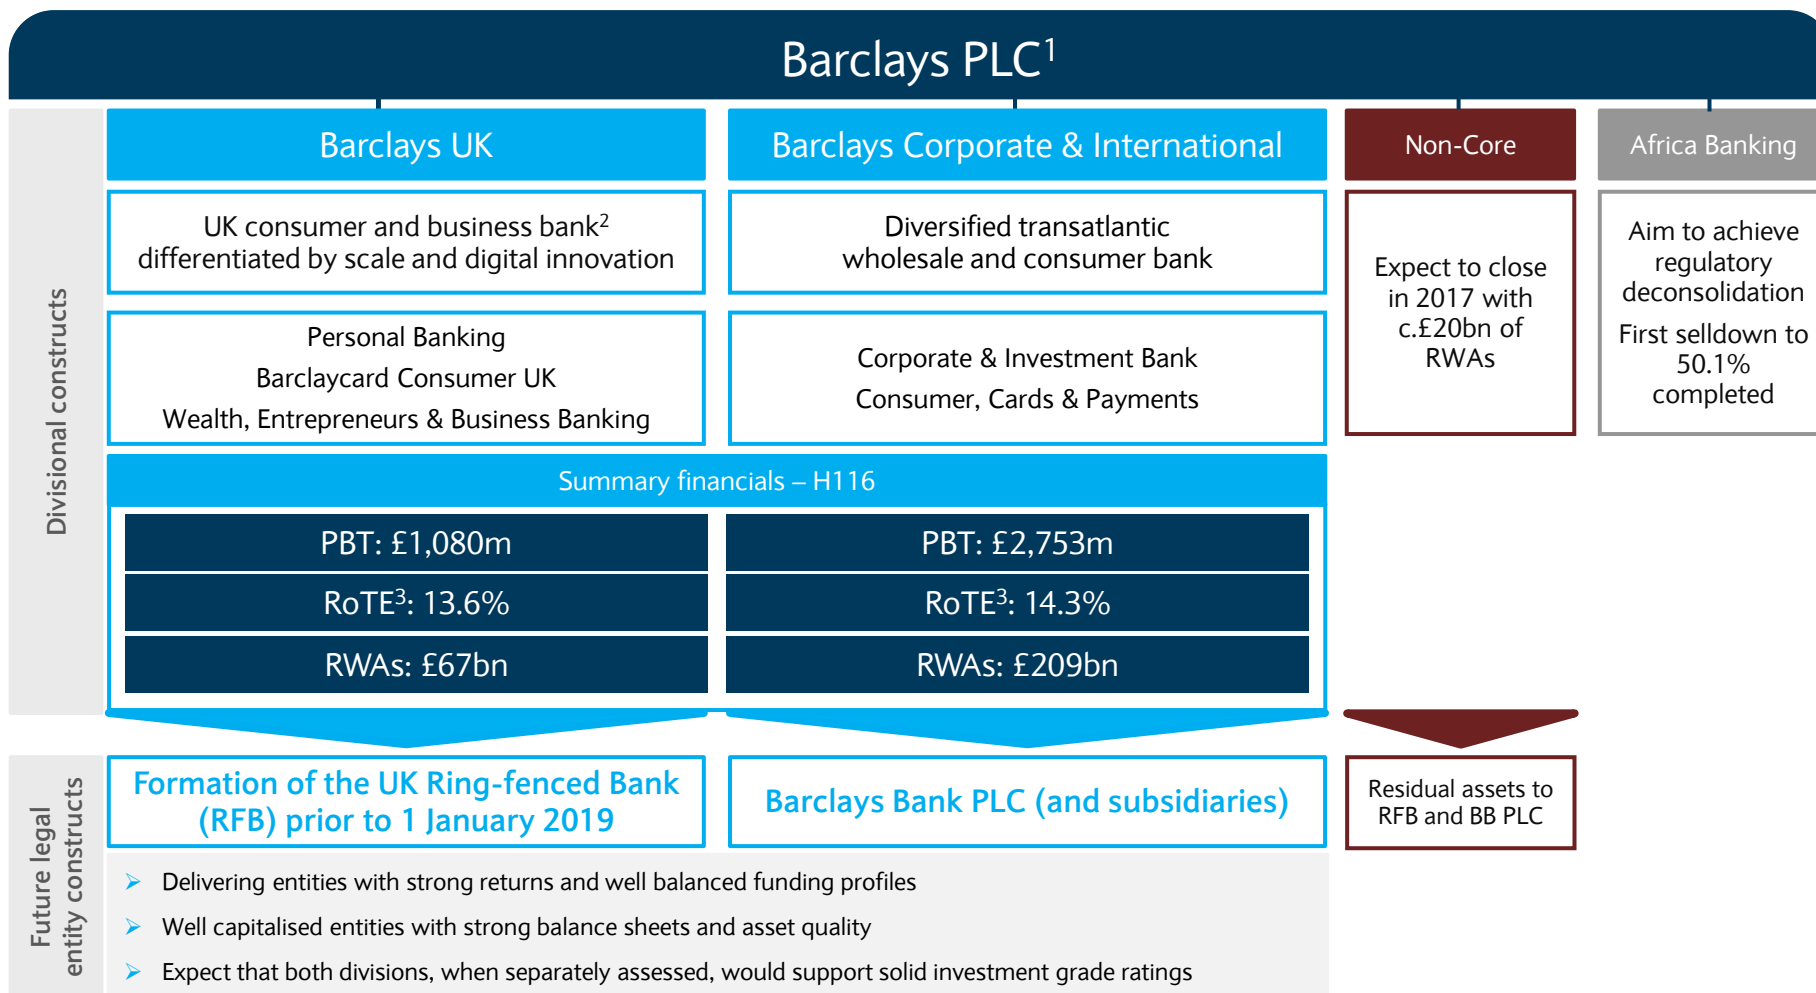 Barclays PLC1
Barclays UK
Barclays Corporate & International
Non-Core
Africa Banking
Divisional constructs
UK consumer and business bank2
differentiated by scale and digital innovation
Diversified transatlantic
wholesale and consumer bank
Expect to close
in 2017 with
c.£20bn of
RWAs
Aim to achieve
regulatory
deconsolidation
First selldown to
50.1%
completed
Personal Banking
Barclaycard Consumer UK
Wealth, Entrepreneurs & Business Banking
Corporate & Investment Bank
Consumer, Cards & Payments
Summary financials – H116
PBT: £1,080m
PBT: £2,753m
RoTE3: 13.6%
RoTE3: 14.3%
RWAs: £67bn
RWAs: £209bn
Future legal
entity constructs
Formation of the UK Ring-fenced Bank
(RFB) prior to 1 January 2019
Barclays Bank PLC (and subsidiaries)
Residual assets to
RFB and BB PLC
➢ Delivering entities with strong returns and well balanced funding profiles
➢ Well capitalised entities with strong balance sheets and asset quality
➢ Expect that both divisions, when separately assessed, would support solid investment grade ratings